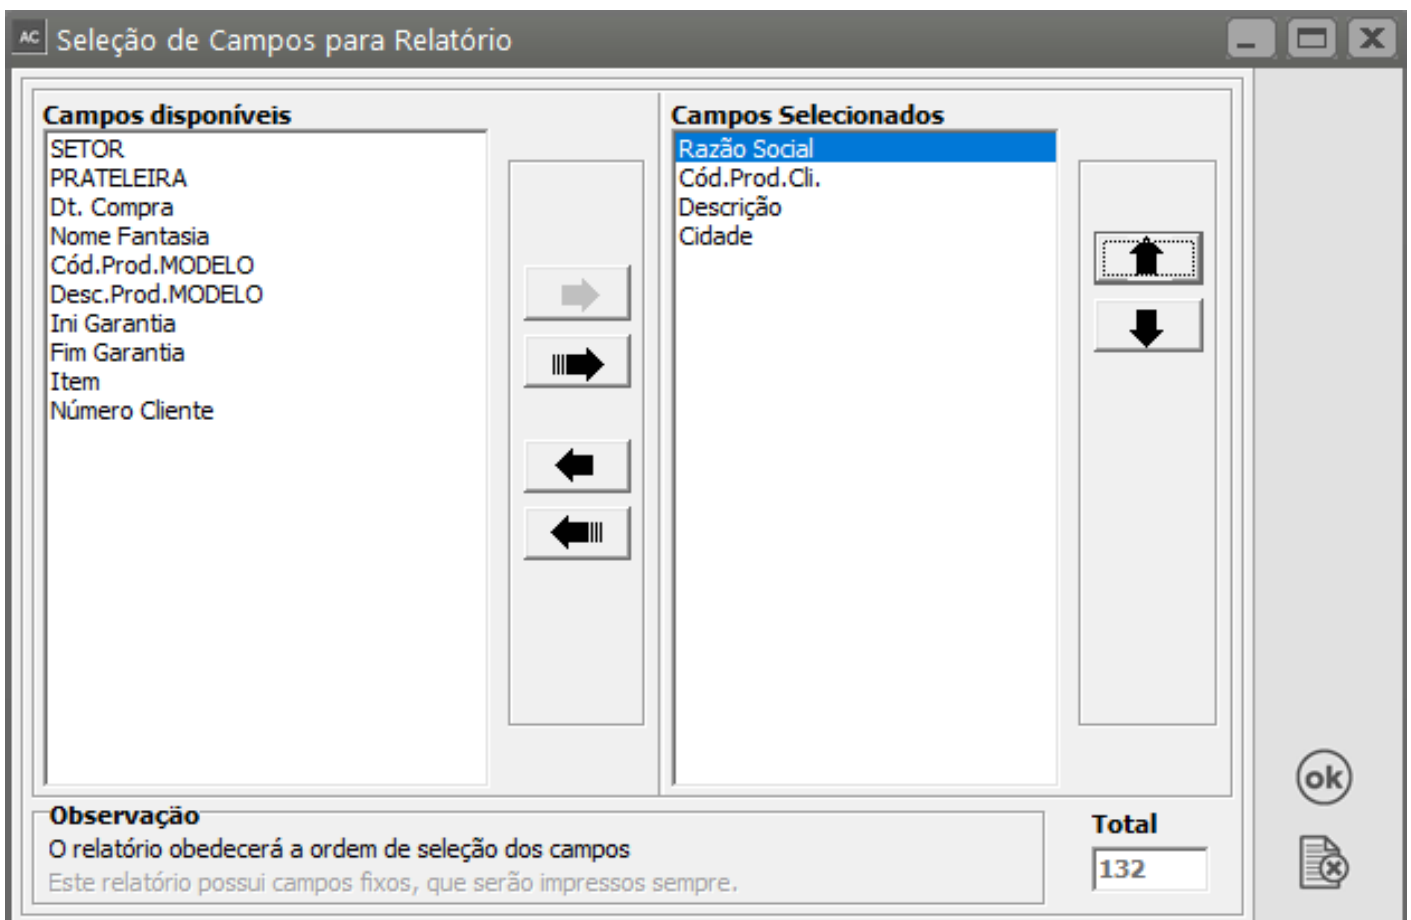 AC Seleção de Campos para Relatório
Campos disponíveis
SETOR
PRATELEIRA
Dt. Compra
Nome Fantasia
Cód.Prod.MODELO
Desc.Prod.MODELO
Ini Garantia
Fim Garantia
Item
Número Cliente
Campos Selecionados
Razão Social
Cód.Prod.Cli.
Descrição
Cidade
Observação
O relatório obedecerá a ordem de seleção dos campos
Este relatório possui campos fixos, que serão impressos sempre.
Total
132
ok